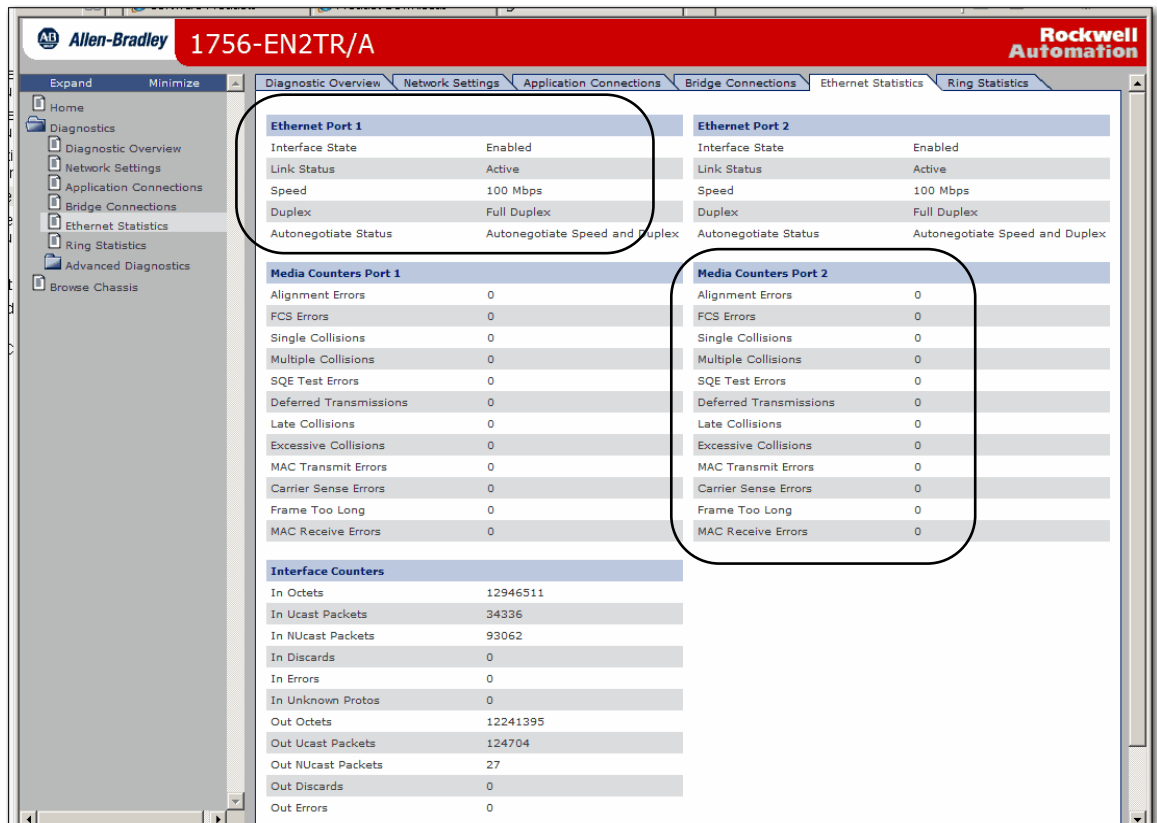 AB Allen-Bradley 1756-EN2TR/A
Rockwell
Automation
Expand Minimize
Home
Diagnostics
Diagnostic Overview
Network Settings
Application Connections
Bridge Connections
Ethernet Statistics
Ring Statistics
Advanced Diagnostics
Browse Chassis
Diagnostic Overview Network Settings Application Connections Bridge Connections Ethernet Statistics Ring Statistics
Ethernet Port 1
Interface State Enabled
Link Status Active
Speed 100 Mbps
Duplex Full Duplex
Autonegotiate Status Autonegotiate Speed and Duplex
Ethernet Port 2
Interface State Enabled
Link Status Active
Speed 100 Mbps
Duplex Full Duplex
Autonegotiate Status Autonegotiate Speed and Duplex
Media Counters Port 1
Alignment Errors 0
FCS Errors 0
Single Collisions 0
Multiple Collisions 0
SQE Test Errors 0
Deferred Transmissions 0
Late Collisions 0
Excessive Collisions 0
MAC Transmit Errors 0
Carrier Sense Errors 0
Frame Too Long 0
MAC Receive Errors 0
Media Counters Port 2
Alignment Errors 0
FCS Errors 0
Single Collisions 0
Multiple Collisions 0
SQE Test Errors 0
Deferred Transmissions 0
Late Collisions 0
Excessive Collisions 0
MAC Transmit Errors 0
Carrier Sense Errors 0
Frame Too Long 0
MAC Receive Errors 0
Interface Counters
In Octets 12946511
In Ucast Packets 34336
In NUcast Packets 93062
In Discards 0
In Errors 0
In Unknown Protos 0
Out Octets 12241395
Out Ucast Packets 124704
Out NUcast Packets 27
Out Discards 0
Out Errors 0